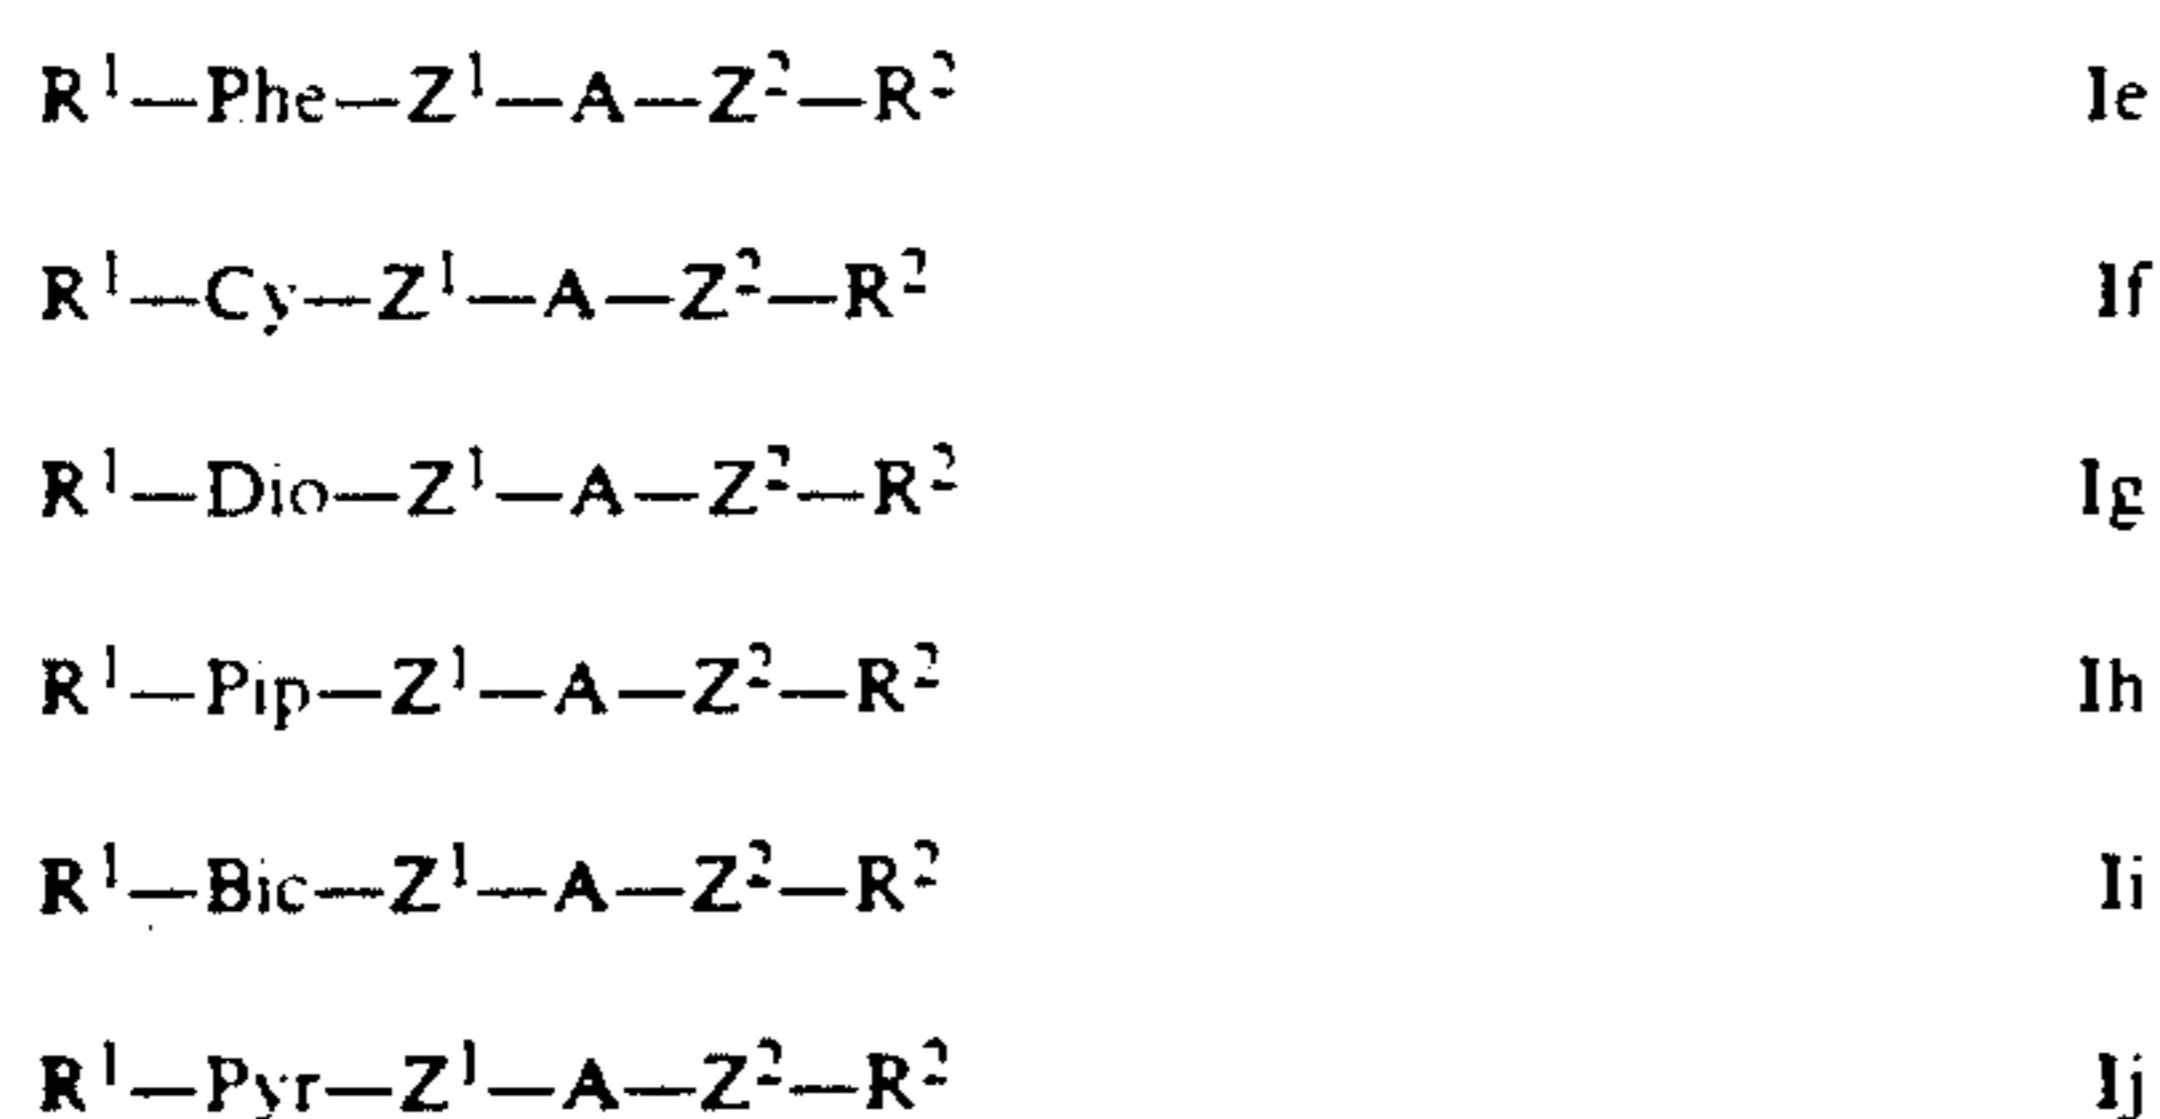 R¹—Phe—Z¹—A—Z²—R² Ie
R¹—Cy—Z¹—A—Z²—R² If
R¹—Dio—Z¹—A—Z²—R² Ig
R¹—Pip—Z¹—A—Z²—R² Ih
R¹—Bic—Z¹—A—Z²—R² Ii
R¹—Pyr—Z¹—A—Z²—R² Ij